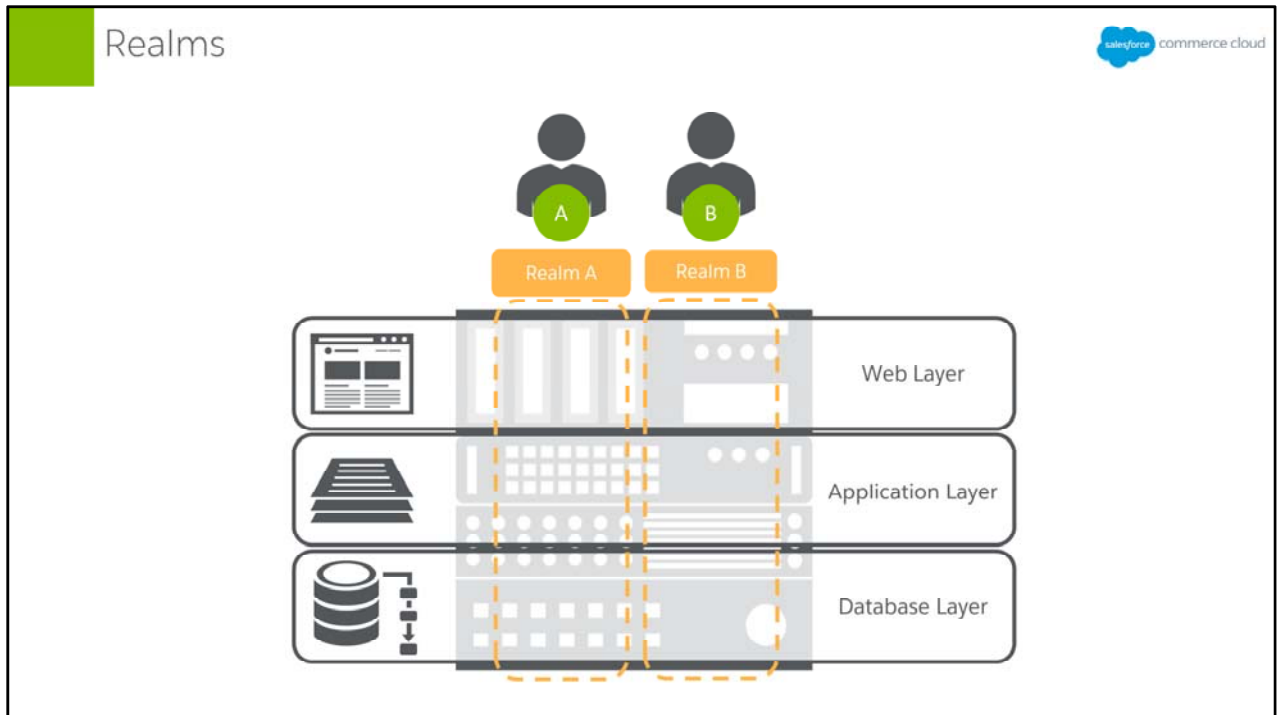 Realms
salesforce commerce cloud
A
B
Realm A
Realm B
Web Layer
Application Layer
Database Layer